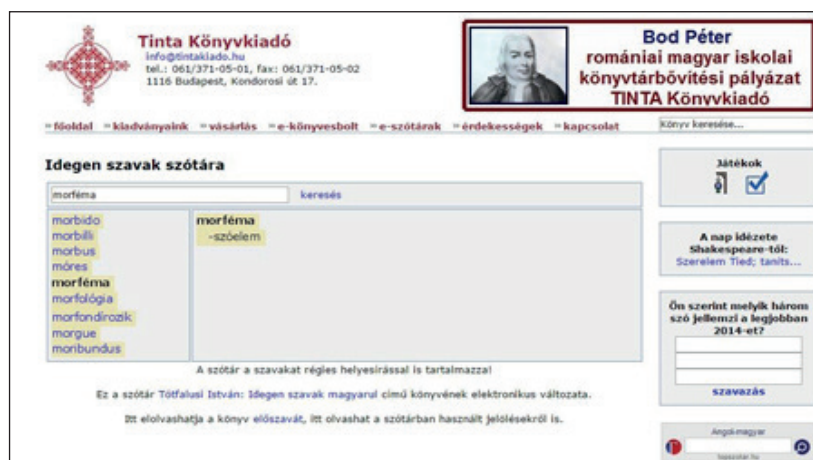 Tinta Könyvkiadó
info@tintakiado.hu
tel.: 061/371-05-01, fax: 061/371-05-02
1116 Budapest, Kondorosi út 17.
Bod Péter
romániai magyar iskolai
könyvtárbővítési pályázat
TINTA Könyvkiadó
főoldal kiadványaink vásárlás e-könyvesbolt e-szótárak érdekességek kapcsolat
Könyv keresése...
Idegen szavak szótára
morféma keresés
morbido
morbilli
morbus
móres
morféma
morfológia
morfondírozik
morgue
moribundus
morféma
-szóelem
A szótár a szavakat régies helyesírással is tartalmazza!
Ez a szótár Tótfalusi István: Idegen szavak magyarul című könyvének elektronikus változata.
Itt elolvashatja a könyv előszavát, itt olvashat a szótárban használt jelölésekről is.
Játékok
A nap idézete
Shakespeare-től:
Szerelem Tied; taníts...
Ön szerint melyik három
szó jellemzi a legjobban
2014-et?
szavazás
Angol-magyar
topszotar.hu